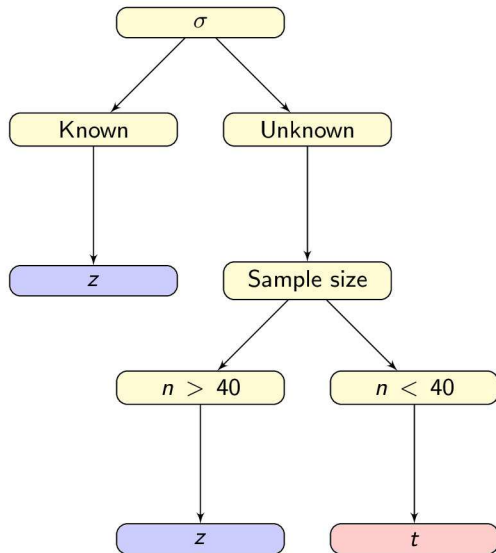 σ
Known
Unknown
z
Sample size
n > 40
n < 40
z
t